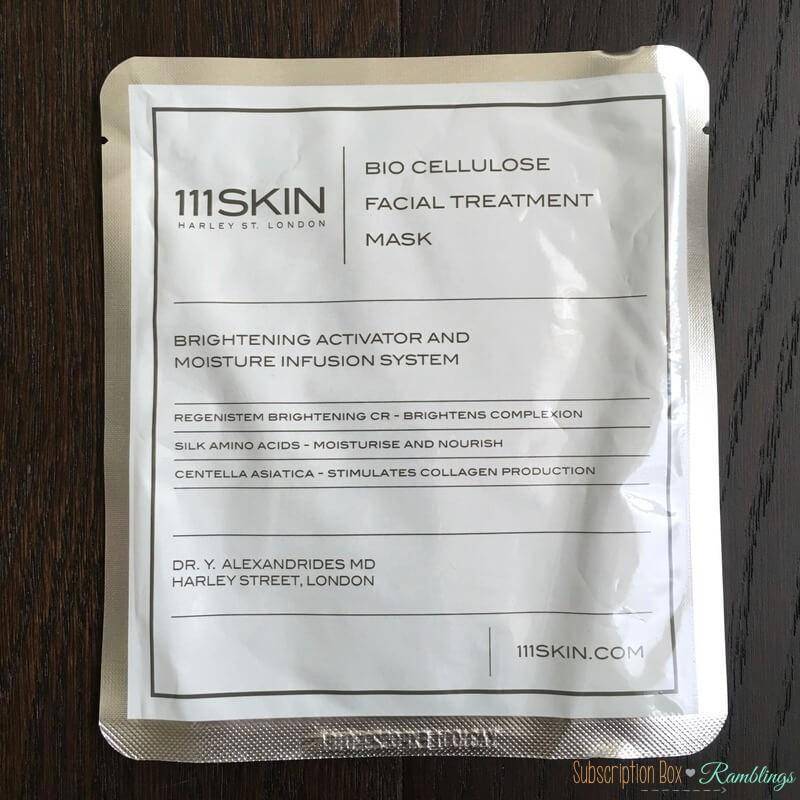 111SKIN
HARLEY ST. LONDON
BIO CELLULOSE
FACIAL TREATMENT
MASK
BRIGHTENING ACTIVATOR AND
MOISTURE INFUSION SYSTEM
REGENISTEM BRIGHTENING CR - BRIGHTENS COMPLEXION
SILK AMINO ACIDS - MOISTURISE AND NOURISH
CENTELLA ASIATICA - STIMULATES COLLAGEN PRODUCTION
DR. Y. ALEXANDRIDES MD
HARLEY STREET, LONDON
111SKIN.COM
Subscription Box Ramblings